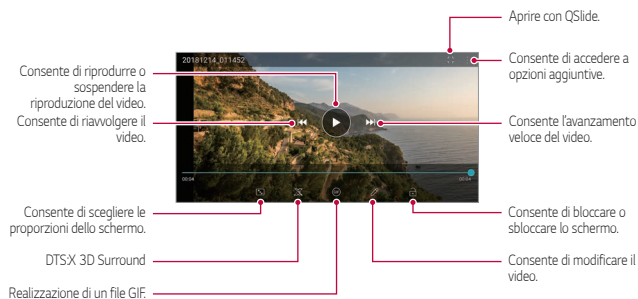 Aprire con QSlide.
20181214_011452
Consente di accedere a
opzioni aggiuntive.
Consente di riprodurre o
sospendere la
riproduzione del video.
Consente di riavvolgere il
video.
Consente l'avanzamento
veloce del video.
00:04
00:04
Consente di scegliere le
proporzioni dello schermo.
Consente di bloccare o
sbloccare lo schermo.
DTS:X 3D Surround
Consente di modificare il
video.
Realizzazione di un file GIF.